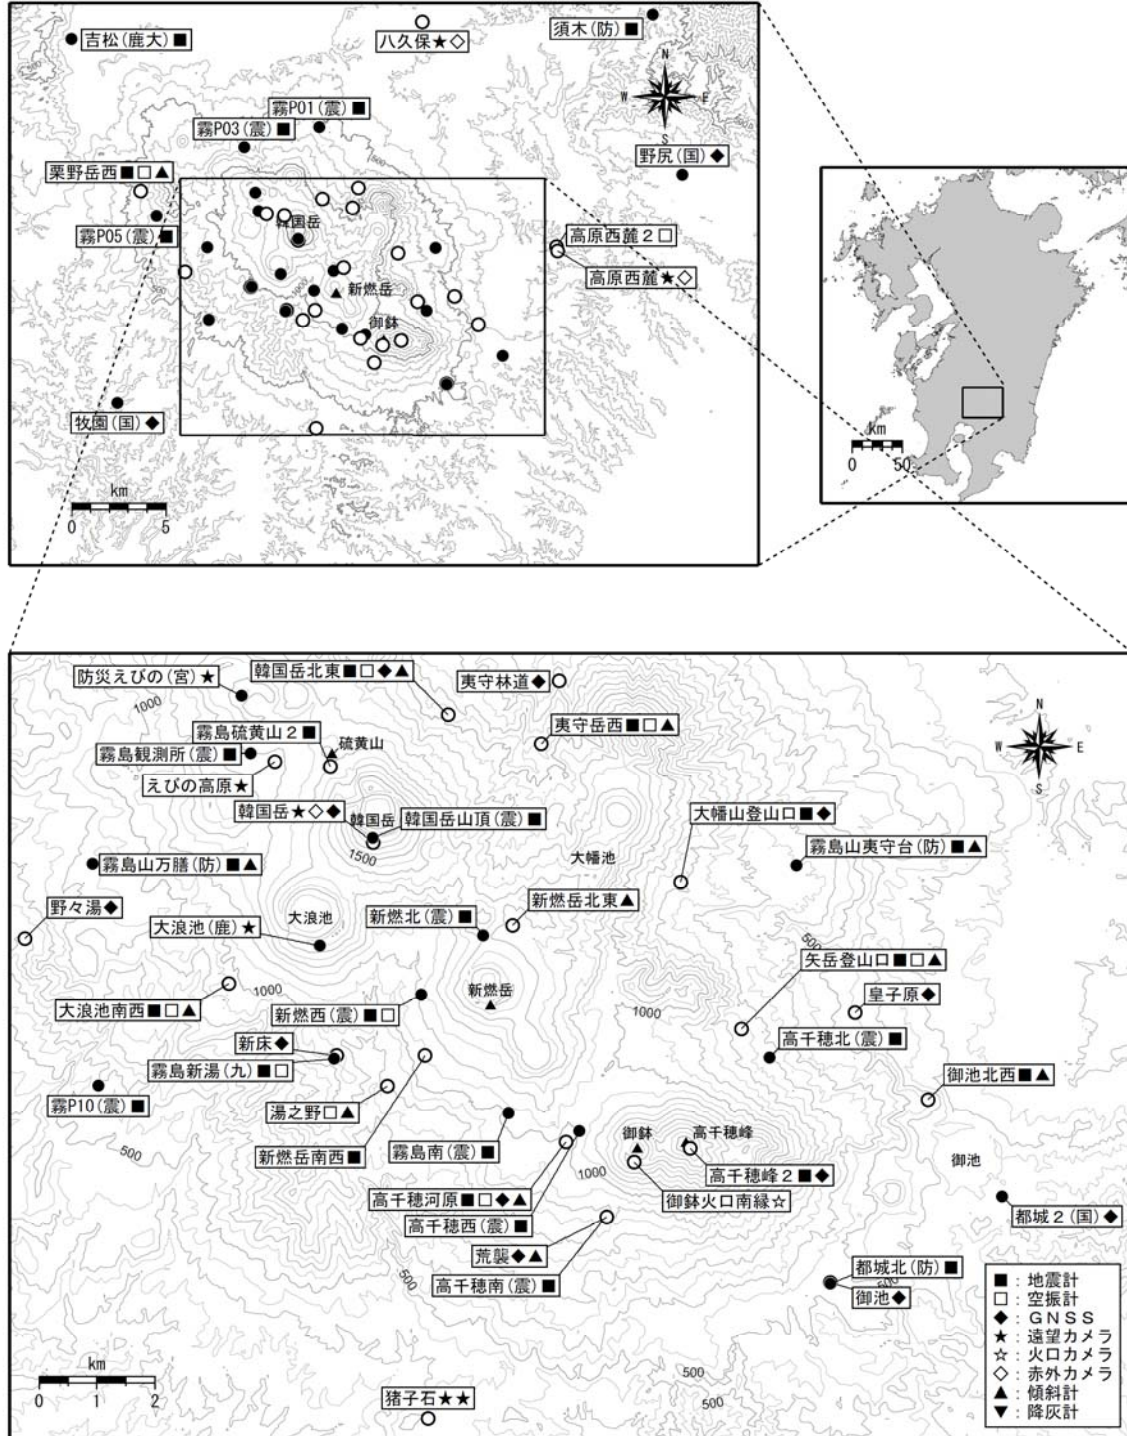 吉松(鹿大)■
八久保★◇
須木(防)■
N
W
E
S
霧P01(震)■
霧P03(震)■
野尻(国)◆
栗野岳西■□▲
霧P05(震)■
500
500
韓国岳
高原西麓２□
高原西麓★◇
1000
新燃岳
御鉢
牧園(国)◆
km
0 5
km
0 50
防災えびの(宮)★
韓国岳北東■□◆▲
夷守林道◆
1000
霧島硫黄山２■
硫黄山
夷守岳西■□▲
霧島観測所(震)■
えびの高原★
N
W
E
S
韓国岳★◇◆
韓国岳
韓国岳山頂(震)■
大幡山登山口■◆
1500
霧島山万膳(防)■▲
大幡池
霧島山夷守台(防)■▲
野々湯◆
大浪池
大浪池(鹿)★
新燃北(震)■
新燃岳北東▲
500
矢岳登山口■□▲
大浪池南西■□▲
1000
新燃西(震)■□
新燃岳
1000
皇子原◆
新床◆
高千穂北(震)■
霧島新湯(九)■□
御池北西■▲
霧P10(震)■
湯之野□▲
500
新燃岳南西■
霧島南(震)■
御鉢
高千穂峰
御池
1000
高千穂峰２■◆
高千穂河原■□◆▲
御鉢火口南縁☆
高千穂西(震)■
都城２(国)◆
荒襲◆▲
高千穂南(震)■
500
都城北(防)■
御池◆
500
■：地震計
□：空振計
◆：ＧＮＳＳ
★：遠望カメラ
☆：火口カメラ
◇：赤外カメラ
▲：傾斜計
▼：降灰計
km
0 1 2
500
500
猪子石★★